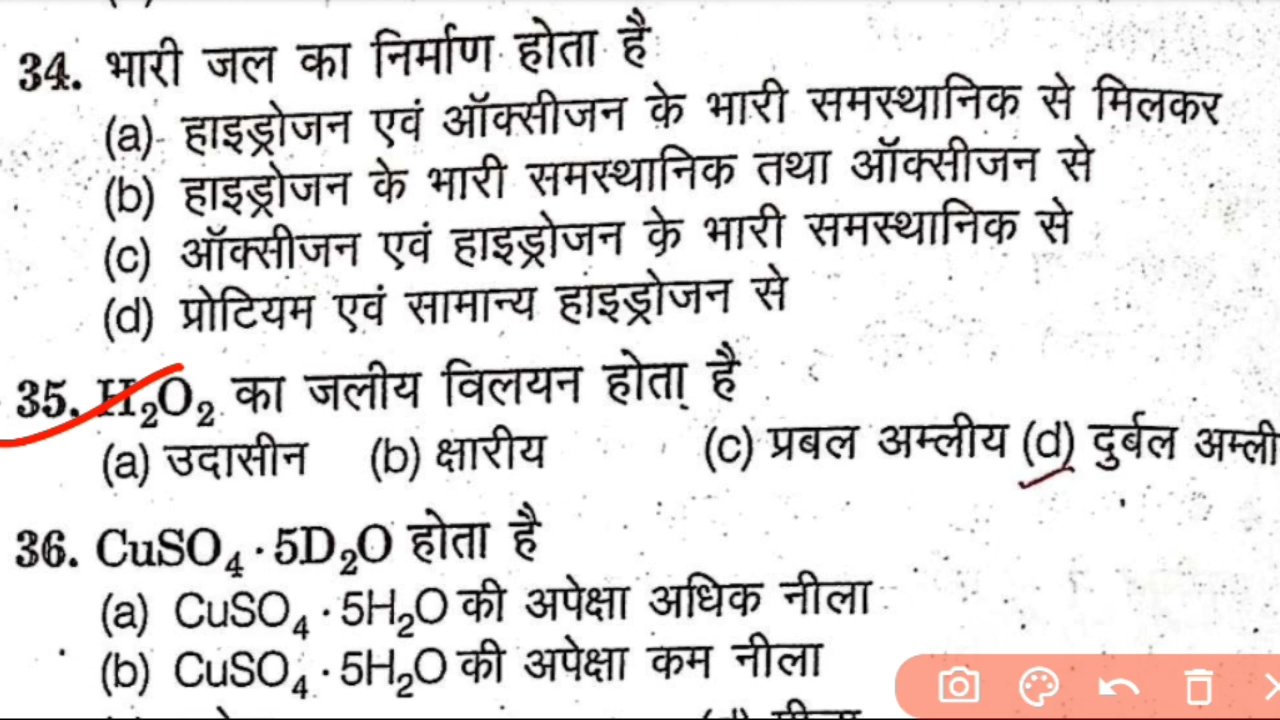 34. भारी जल का निर्माण होता है
(a) हाइड्रोजन एवं ऑक्सीजन के भारी समस्थानिक से मिलकर
(b) हाइड्रोजन के भारी समस्थानिक तथा ऑक्सीजन से
(c) ऑक्सीजन एवं हाइड्रोजन के भारी समस्थानिक से
(d) प्रोटियम एवं सामान्य हाइड्रोजन से
35. H₂O₂ का जलीय विलयन होता है
(a) उदासीन (b) क्षारीय (c) प्रबल अम्लीय (d) दुर्बल अम्ली
36. CuSO₄ · 5D₂O होता है
(a) CuSO₄ · 5H₂O की अपेक्षा अधिक नीला
(b) CuSO₄ · 5H₂O की अपेक्षा कम नीला